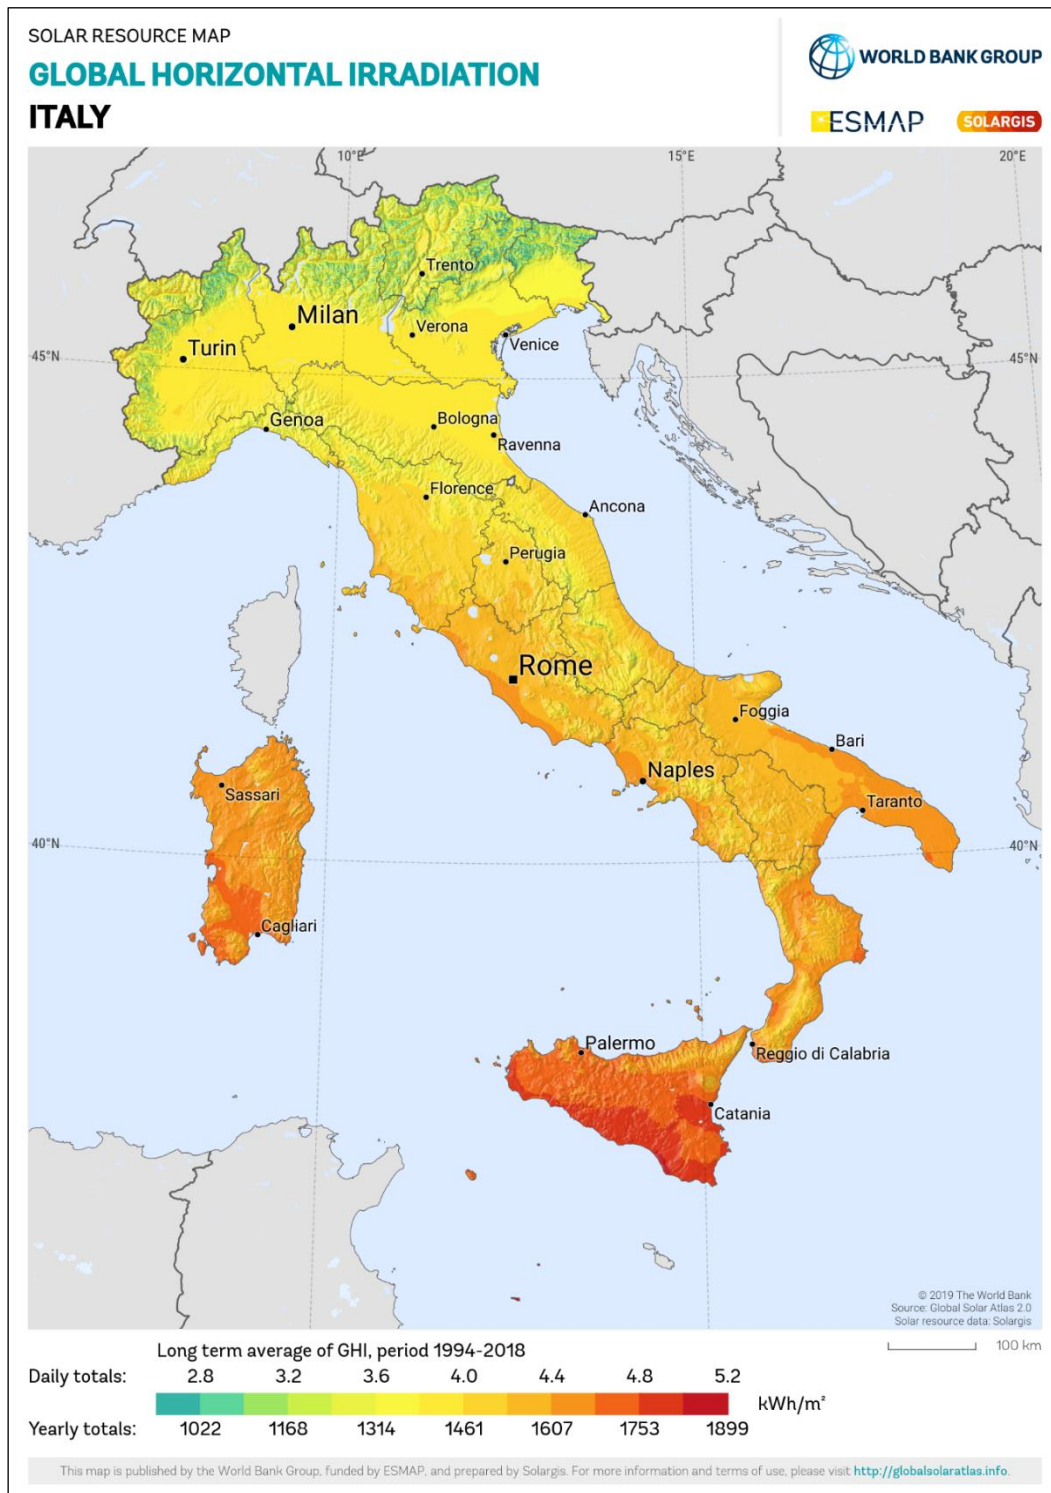 SOLAR RESOURCE MAP
GLOBAL HORIZONTAL IRRADIATION
ITALY
WORLD BANK GROUP
ESMAP
SOLARGIS
10°E
15°E
20°E
Trento
Milan
Verona
Venice
Turin
45°N
45°N
Genoa
Bologna
Ravenna
Florence
Ancona
Perugia
Rome
Foggia
Bari
Naples
Sassari
Taranto
40°N
40°N
Cagliari
Palermo
Reggio di Calabria
Catania
© 2019 The World Bank
Source: Global Solar Atlas 2.0
Solar resource data: Solargis
100 km
Long term average of GHI, period 1994-2018
Daily totals: 2.8 3.2 3.6 4.0 4.4 4.8 5.2
kWh/m²
Yearly totals: 1022 1168 1314 1461 1607 1753 1899
This map is published by the World Bank Group, funded by ESMAP, and prepared by Solargis. For more information and terms of use, please visit http://globalsolaratlas.info.